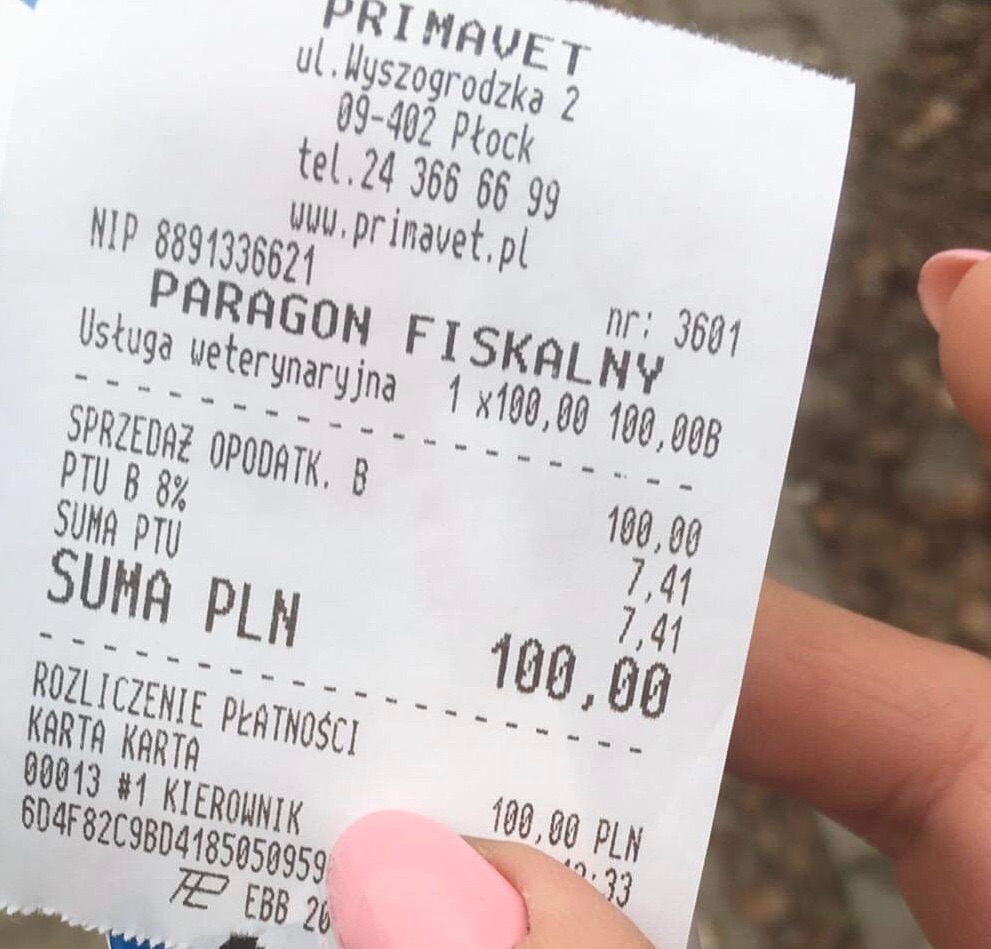 PRIMAVET
ul.Wyszogrodzka 2
09-402 Płock
tel.24 366 66 99
www.primavet.pl
NIP 8891336621
nr: 3601
PARAGON FISKALNY
Usługa weterynaryjna 1 x100,00 100,00B
SPRZEDAŻ OPODATK. B 100,00
PTU B 8% 7,41
SUMA PTU 7,41
SUMA PLN 100,00
ROZLICZENIE PŁATNOŚCI
KARTA KARTA 100,00 PLN
00013 #1 KIEROWNIK
6D4F82C9BD4185050959
EBB